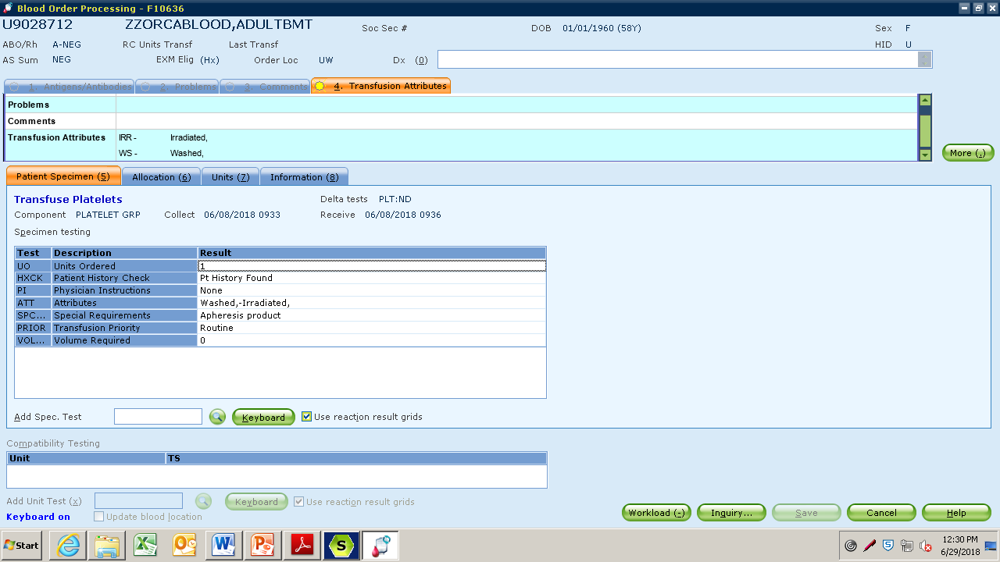 Blood Order Processing - F10636
U9028712 ZZORCABLOOD,ADULTBMT Soc Sec # DOB 01/01/1960 (58Y) Sex F
ABO/Rh A-NEG RC Units Transf Last Transf HID U
AS Sum NEG EXM Elig (Hx) Order Loc UW Dx (0)
1. Antigens/Antibodies 2. Problems 3. Comments 4. Transfusion Attributes
Problems
Comments
Transfusion Attributes IRR - Irradiated,
WS - Washed,
More (,)
Patient Specimen (5) Allocation (6) Units (7) Information (8)
Transfuse Platelets Delta tests PLT:ND
Component PLATELET GRP Collect 06/08/2018 0933 Receive 06/08/2018 0936
Specimen testing
Test Description Result
UO Units Ordered 1
HXCK Patient History Check Pt History Found
PI Physician Instructions None
ATT Attributes Washed,-Irradiated,
SPC... Special Requirements Apheresis product
PRIOR Transfusion Priority Routine
VOL... Volume Required 0
Add Spec. Test Keyboard Use reaction result grids
Compatibility Testing
Unit TS
Add Unit Test (x) Keyboard Use reaction result grids
Keyboard on Update blood location Workload (-) Inquiry... Save Cancel Help
Start 12:30 PM
6/29/2018